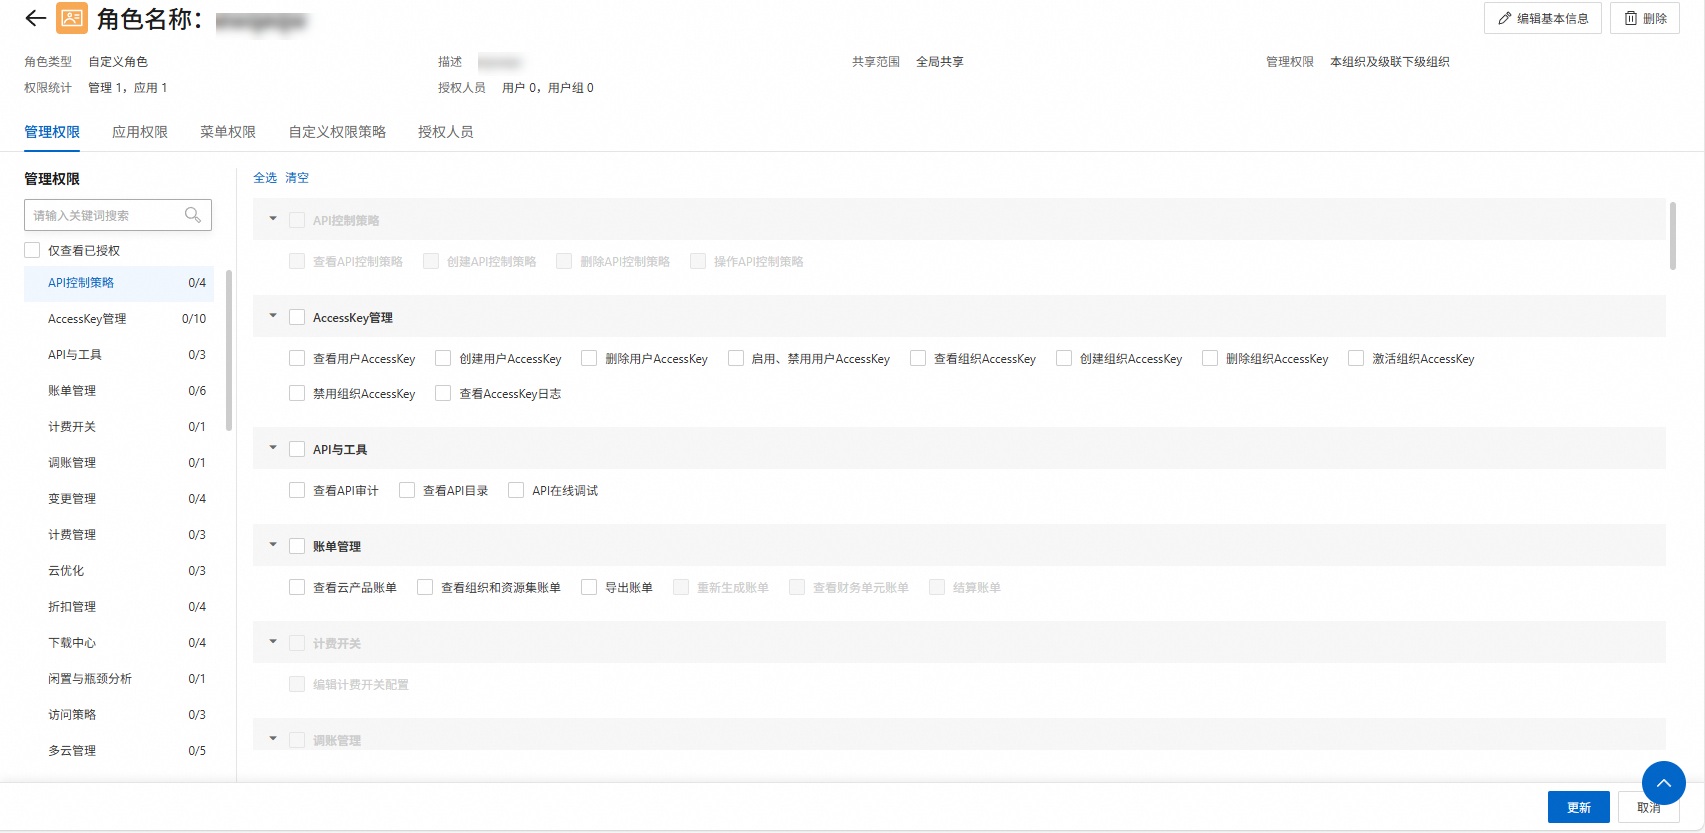 角色名称：
编辑基本信息 删除
角色类型 自定义角色 描述 共享范围 全局共享 管理权限 本组织及级联下级组织
权限统计 管理 1，应用 1 授权人员 用户 0，用户组 0
管理权限 应用权限 菜单权限 自定义权限策略 授权人员
管理权限
请输入关键词搜索
仅查看已授权
API控制策略 0/4
AccessKey管理 0/10
API与工具 0/3
账单管理 0/6
计费开关 0/1
调账管理 0/1
变更管理 0/4
计费管理 0/3
云优化 0/3
折扣管理 0/4
下载中心 0/4
闲置与瓶颈分析 0/1
访问策略 0/3
多云管理 0/5
全选 清空
API控制策略
查看API控制策略 创建API控制策略 删除API控制策略 操作API控制策略
AccessKey管理
查看用户AccessKey 创建用户AccessKey 删除用户AccessKey 启用、禁用用户AccessKey 查看组织AccessKey 创建组织AccessKey 删除组织AccessKey 激活组织AccessKey
禁用组织AccessKey 查看AccessKey日志
API与工具
查看API审计 查看API目录 API在线调试
账单管理
查看云产品账单 查看组织和资源集账单 导出账单 重新生成账单 查看财务单元账单 结算账单
计费开关
编辑计费开关配置
调账管理
更新 取消